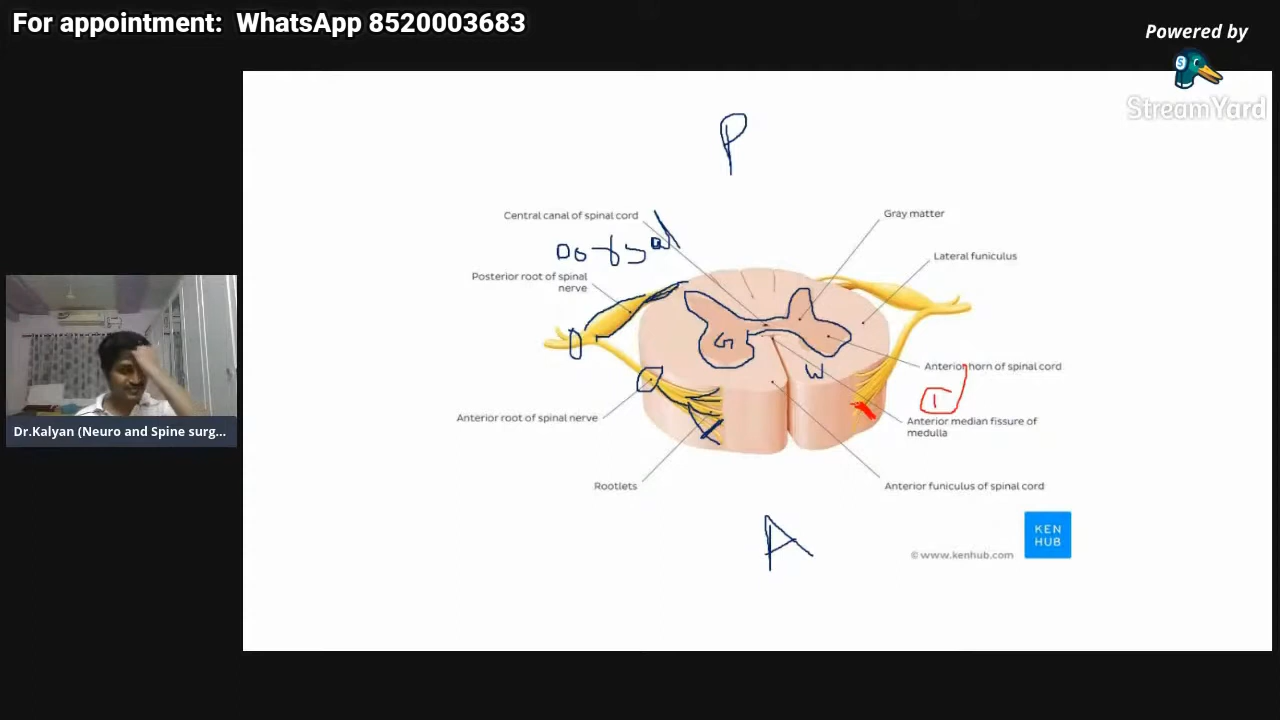 For appointment: WhatsApp 8520003683
Powered by
S
StreamYard
P
Central canal of spinal cord
Gray matter
Dorsal
Lateral funiculus
Posterior root of spinal
nerve
G
Anterior horn of spinal cord
W
Anterior root of spinal nerve
Anterior median fissure of
medulla
Dr.Kalyan (Neuro and Spine surg...
Rootlets
Anterior funiculus of spinal cord
A
KEN
HUB
© www.kenhub.com